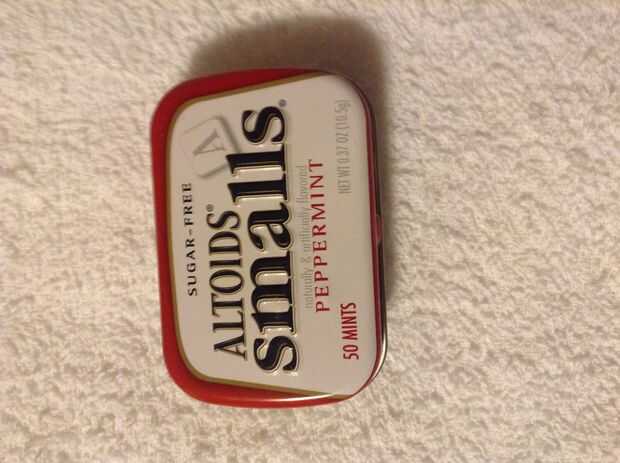 A
SUGAR-FREE
ALTOIDS®
smalls®
naturally & artificially flavored
PEPPERMINT
50 MINTS
NET WT 0.37 OZ (10.5g)